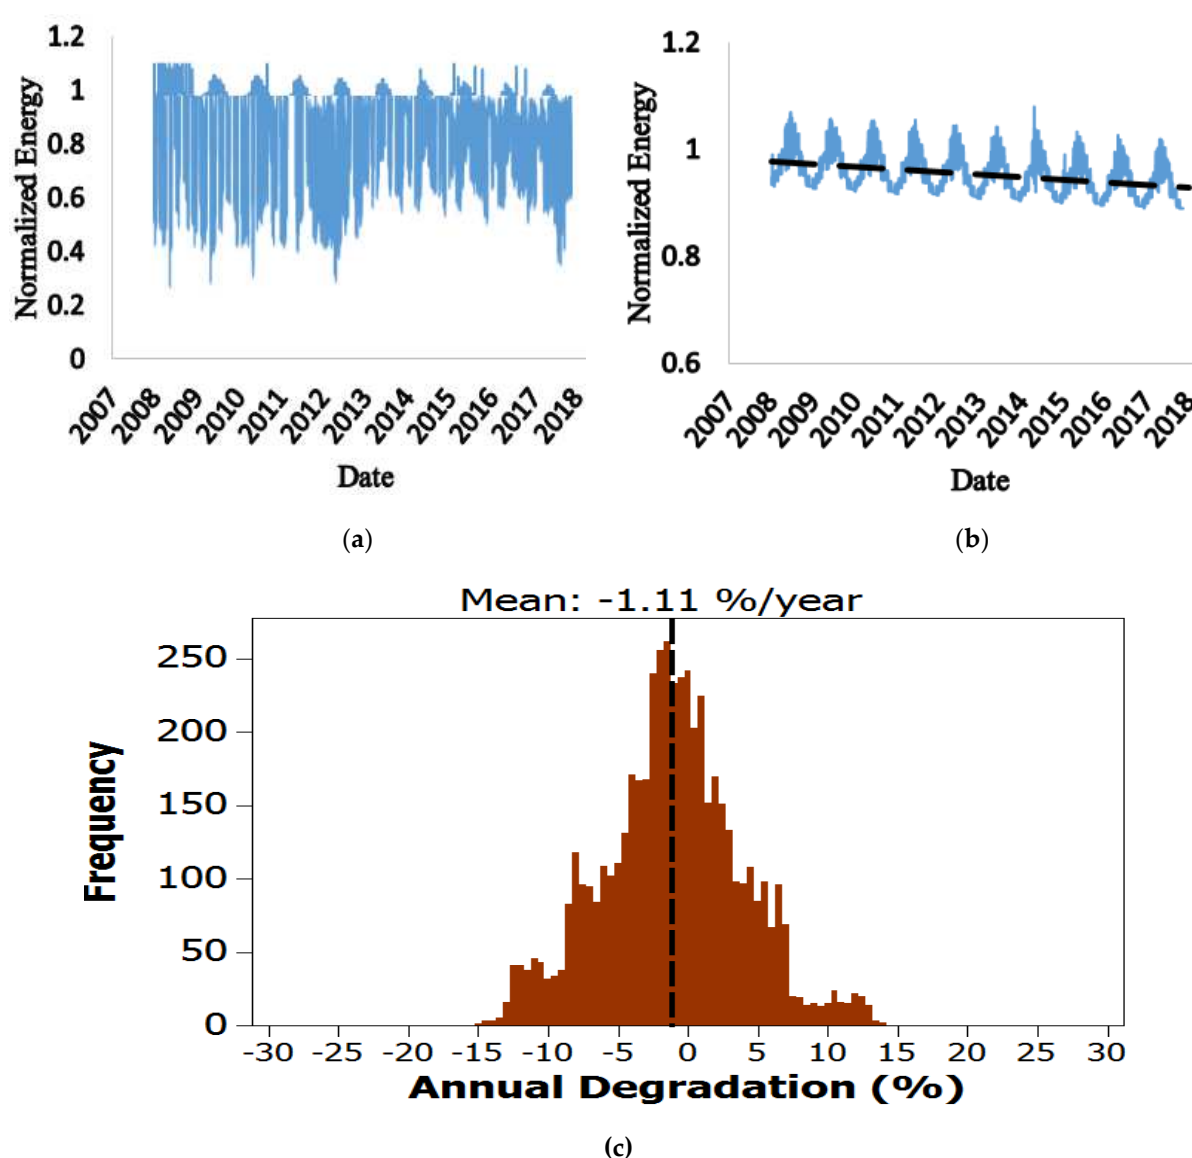 Normalized Energy
1.2
1
0.8
0.6
0.4
0.2
0
2007 2008 2009 2010 2011 2012 2013 2014 2015 2016 2017 2018
Date
(a)
Normalized Energy
1.2
1
0.8
0.6
2007 2008 2009 2010 2011 2012 2013 2014 2015 2016 2017 2018
Date
(b)
Mean: -1.11 %/year
Frequency
250
200
150
100
50
0
-30 -25 -20 -15 -10 -5 0 5 10 15 20 25 30
Annual Degradation (%)
(c)